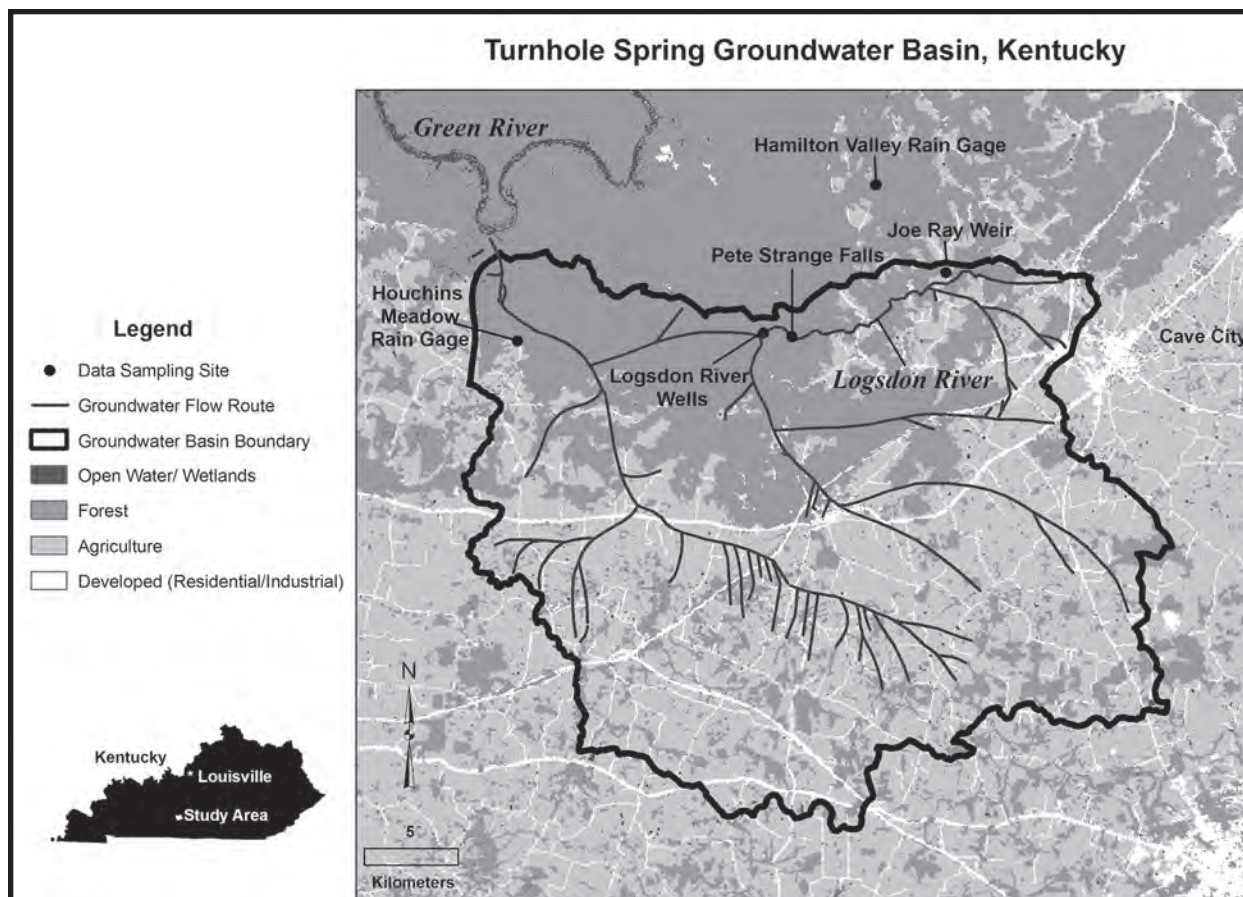 Turnhole Spring Groundwater Basin, Kentucky
Green River
Hamilton Valley Rain Gage
Joe Ray Weir
Pete Strange Falls
Houchins
Meadow
Rain Gage
Cave City
Logsdon River
Wells
Logsdon River
Legend
Data Sampling Site
Groundwater Flow Route
Groundwater Basin Boundary
Open Water/ Wetlands
Forest
Agriculture
Developed (Residential/Industrial)
N
Kentucky
* Louisville
Study Area
5
Kilometers